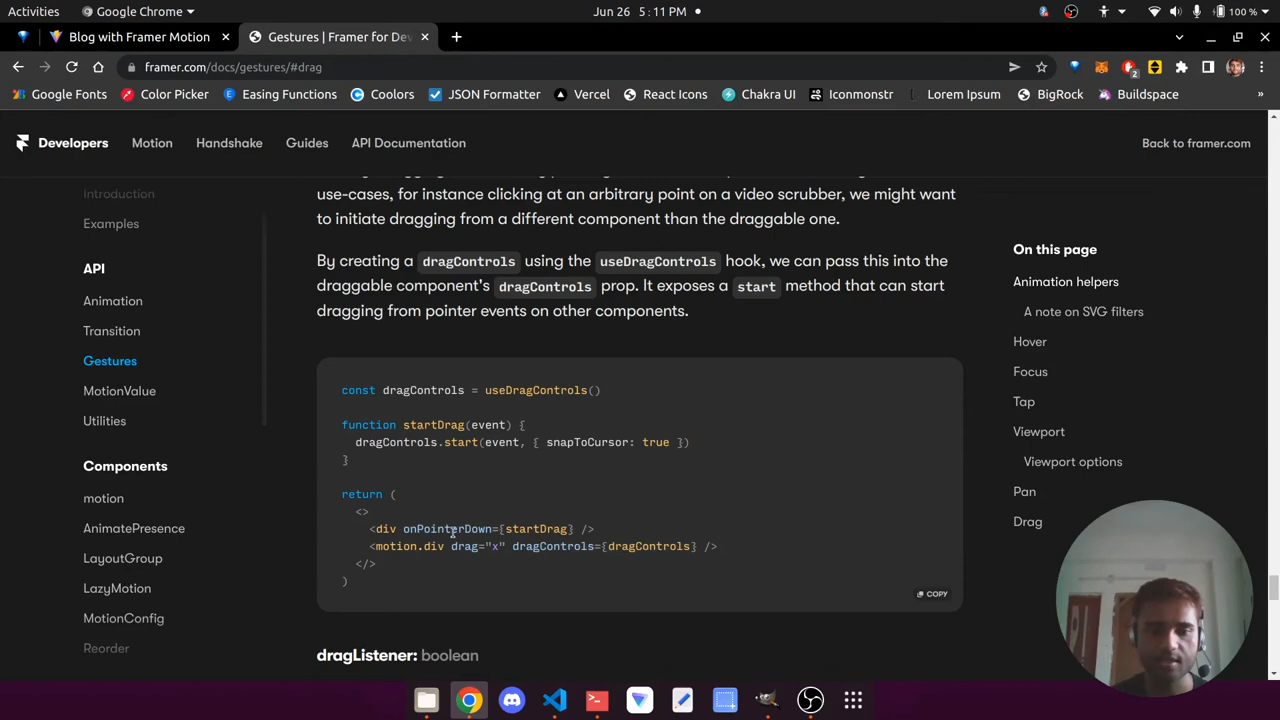 Activities
Google Chrome
Jun 26 5:11 PM
100 %
Blog with Framer Motion
Gestures | Framer for Dev
framer.com/docs/gestures/#drag
2
Google Fonts
Color Picker
Easing Functions
Coolors
JSON Formatter
Vercel
React Icons
Chakra UI
Iconmonstr
Lorem Ipsum
BigRock
Buildspace
»
Developers
Motion
Handshake
Guides
API Documentation
Back to framer.com
Introduction
Examples
API
Animation
Transition
Gestures
MotionValue
Utilities
Components
motion
AnimatePresence
LayoutGroup
LazyMotion
MotionConfig
Reorder
use-cases, for instance clicking at an arbitrary point on a video scrubber, we might want
to initiate dragging from a different component than the draggable one.
By creating a dragControls using the useDragControls hook, we can pass this into the
draggable component's dragControls prop. It exposes a start method that can start
dragging from pointer events on other components.
const dragControls = useDragControls()
function startDrag(event) {
dragControls.start(event, { snapToCursor: true })
}
return (
<>
<div onPointerDown={startDrag} />
<motion.div drag="x" dragControls={dragControls} />
</>
)
COPY
dragListener: boolean
On this page
Animation helpers
A note on SVG filters
Hover
Focus
Tap
Viewport
Viewport options
Pan
Drag